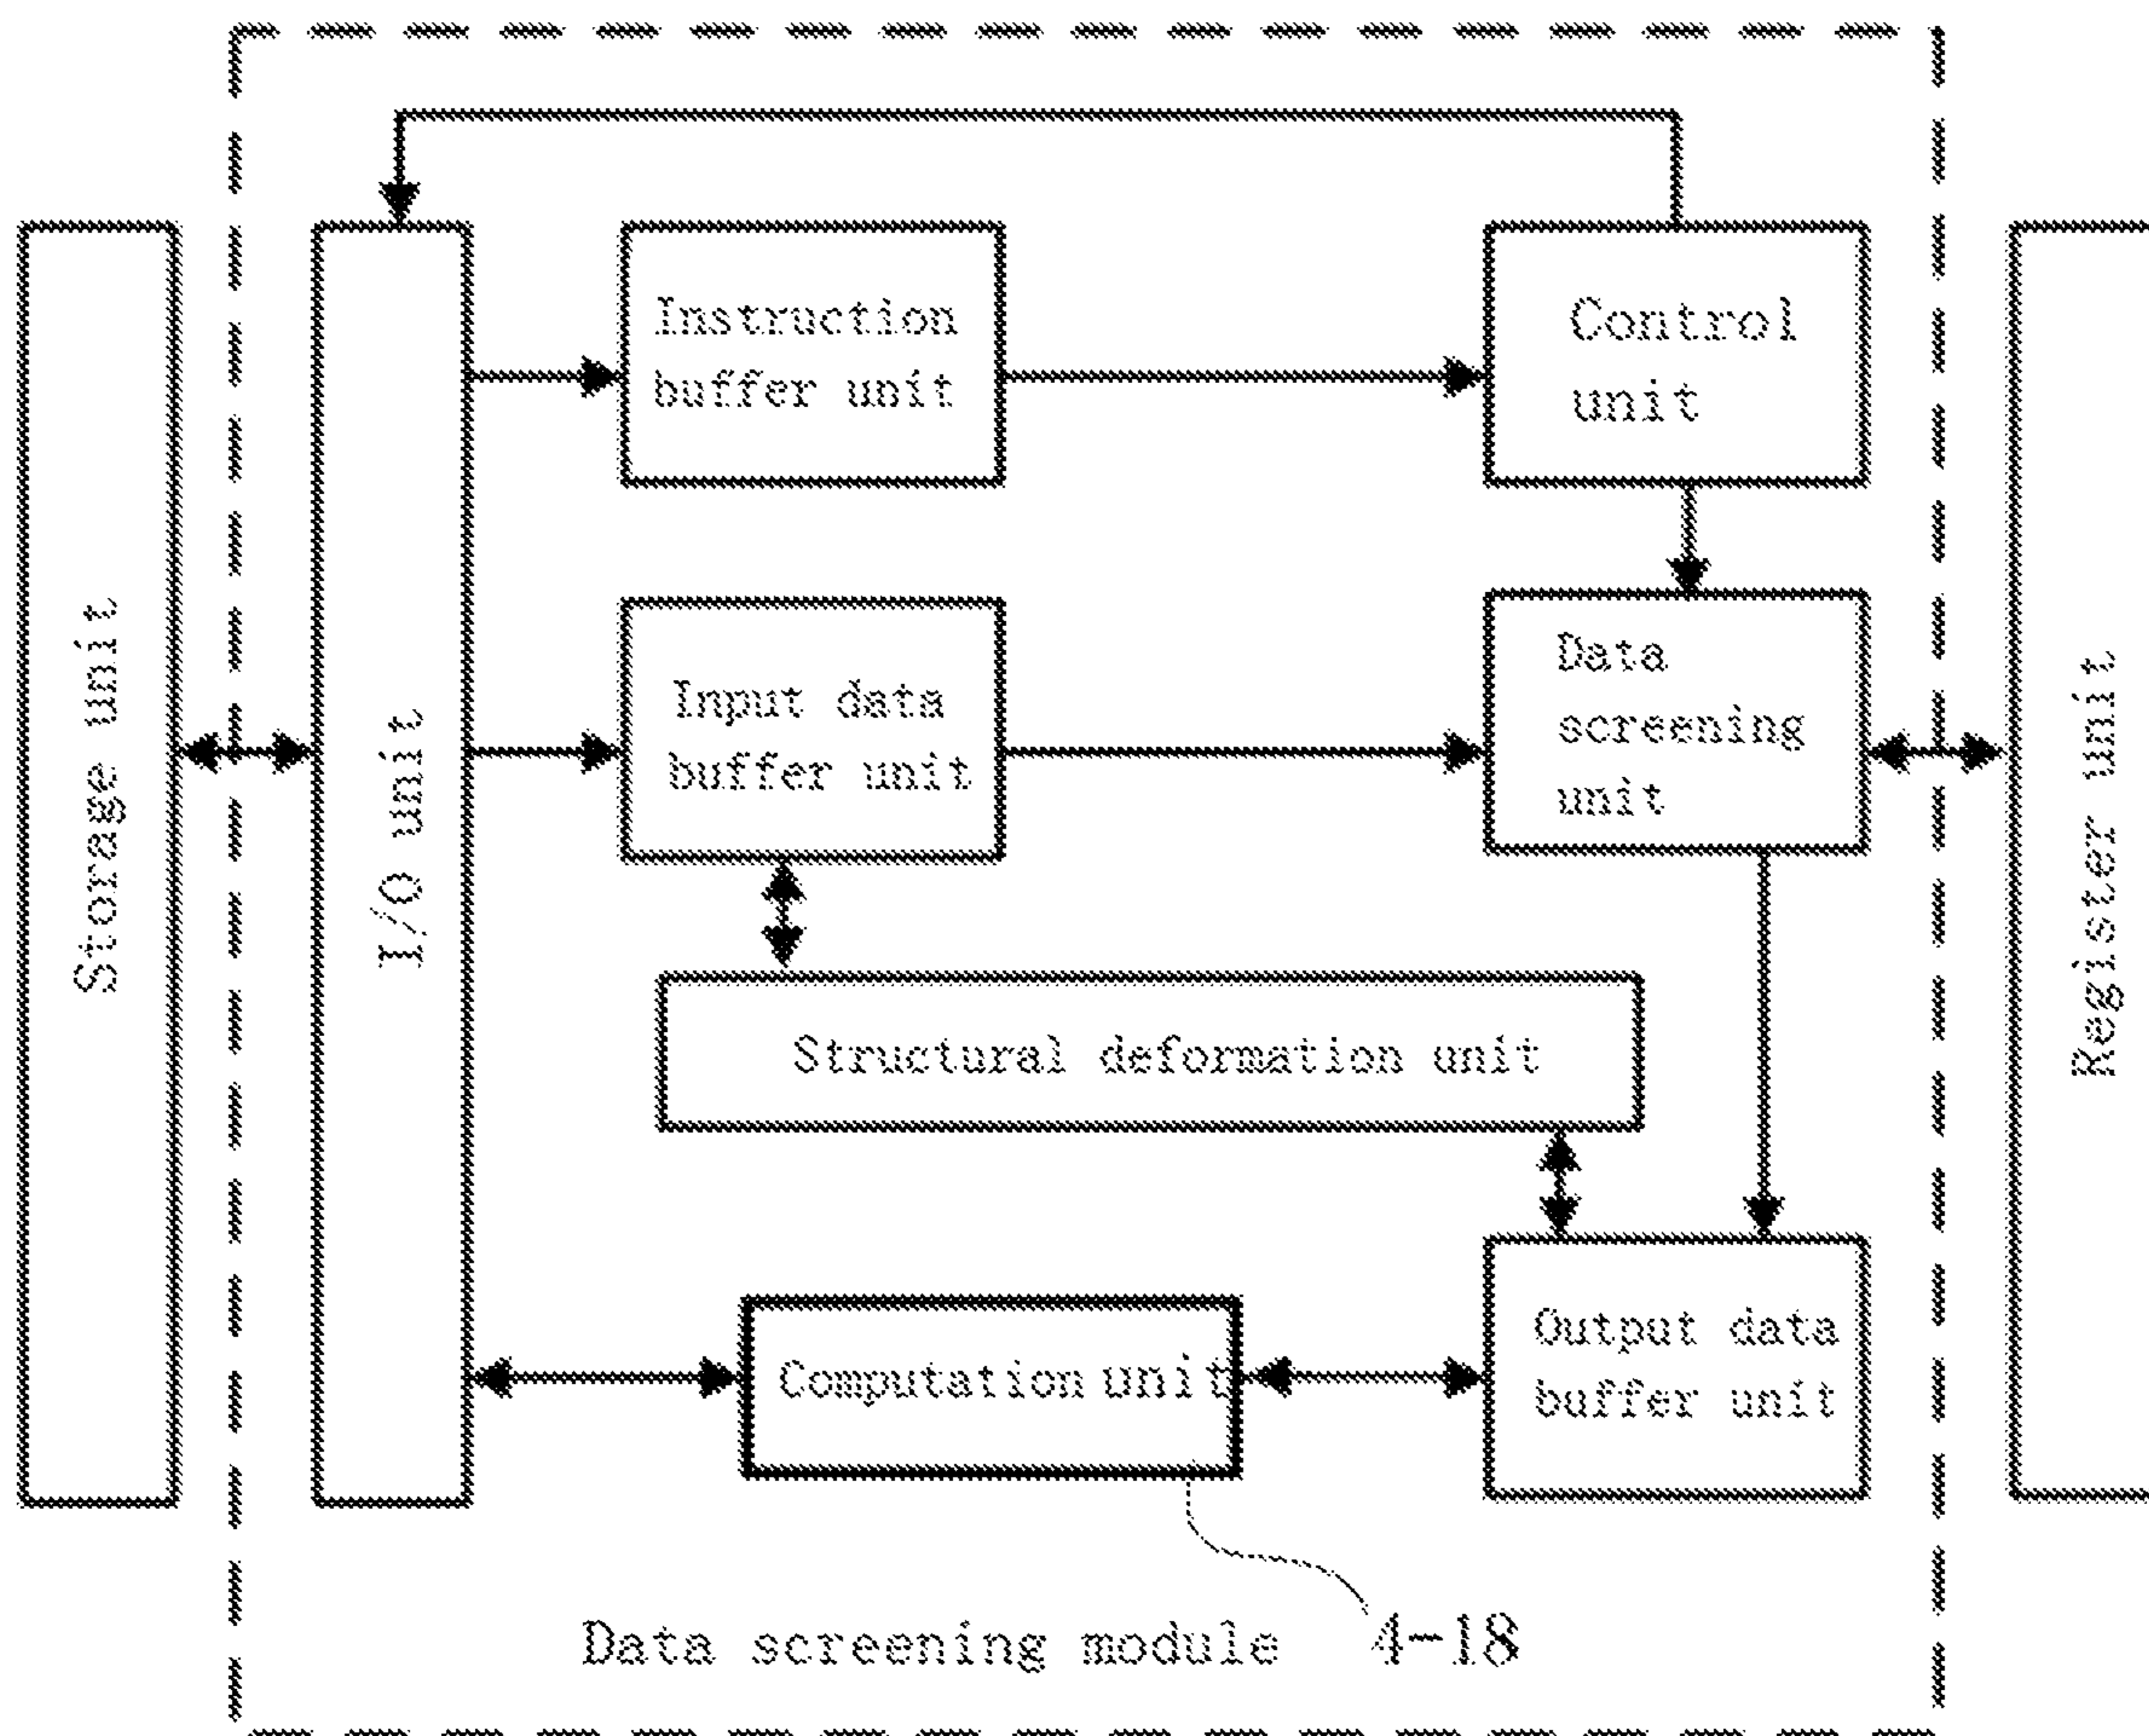 Storage unit
I/O unit
Instruction
buffer unit
Control
unit
Input data
buffer unit
Data
screening
unit
Register unit
Structural deformation unit
Computation unit
Output data
buffer unit
Data screening module
4-18